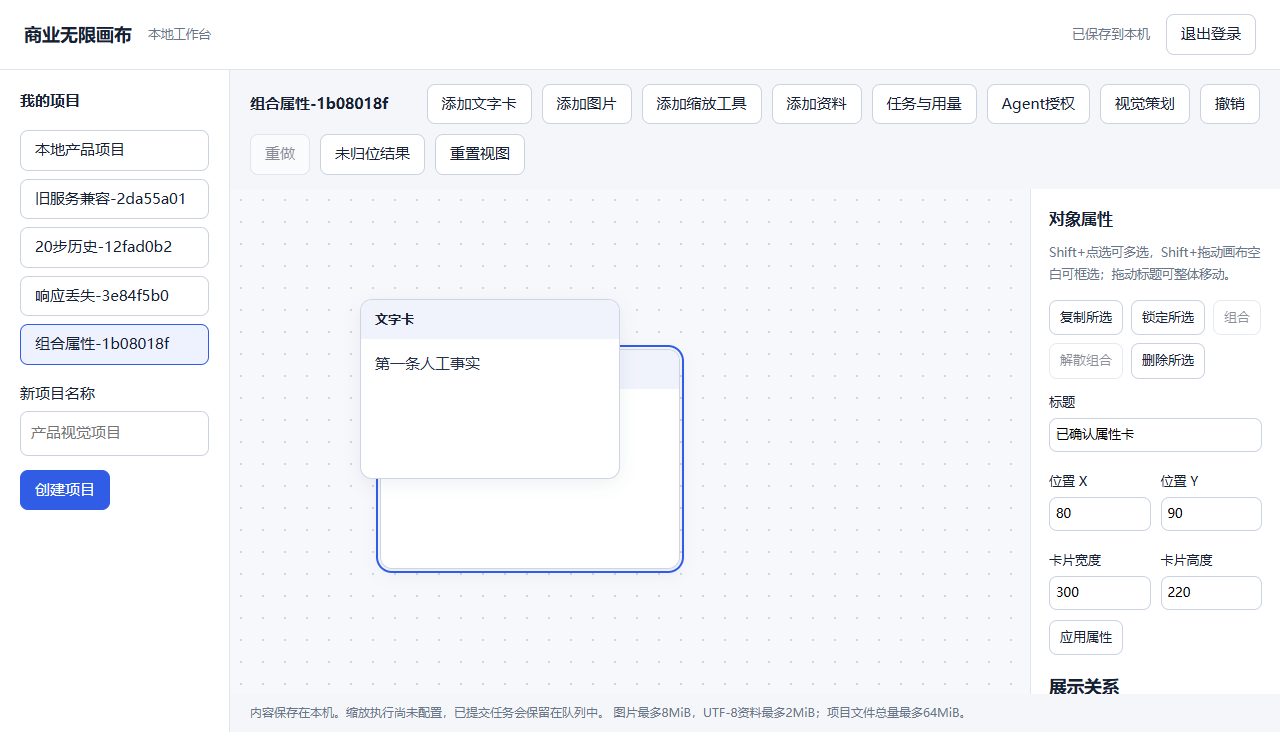 商业无限画布 本地工作台 已保存到本机 退出登录
我的项目
本地产品项目
旧服务兼容-2da55a01
20步历史-12fad0b2
响应丢失-3e84f5b0
组合属性-1b08018f
新项目名称
产品视觉项目
创建项目
组合属性-1b08018f 添加文字卡 添加图片 添加缩放工具 添加资料 任务与用量 Agent授权 视觉策划 撤销
重做 未归位结果 重置视图
文字卡
第一条人工事实
对象属性
Shift+点选可多选，Shift+拖动画布空
白可框选；拖动标题可整体移动。
复制所选 锁定所选 组合
解散组合 删除所选
标题
已确认属性卡
位置 X 位置 Y
80 90
卡片宽度 卡片高度
300 220
应用属性
展示关系
内容保存在本机。缩放执行尚未配置，已提交任务会保留在队列中。 图片最多8MiB，UTF-8资料最多2MiB；项目文件总量最多64MiB。